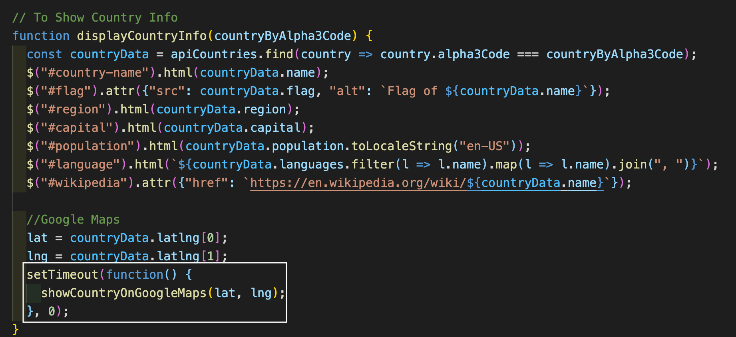 // To Show Country Info
function displayCountryInfo(countryByAlpha3Code) {
const countryData = apiCountries.find(country => country.alpha3Code === countryByAlpha3Code);
$("#country-name").html(countryData.name);
$("#flag").attr({"src": countryData.flag, "alt": `Flag of ${countryData.name}`});
$("#region").html(countryData.region);
$("#capital").html(countryData.capital);
$("#population").html(countryData.population.toLocaleString("en-US"));
$("#language").html(`${countryData.languages.filter(l => l.name).map(l => l.name).join(", ")}`);
$("#wikipedia").attr({"href": `https://en.wikipedia.org/wiki/${countryData.name}`});
//Google Maps
lat = countryData.latlng[0];
lng = countryData.latlng[1];
setTimeout(function() {
showCountryOnGoogleMaps(lat, lng);
}, 0);
}